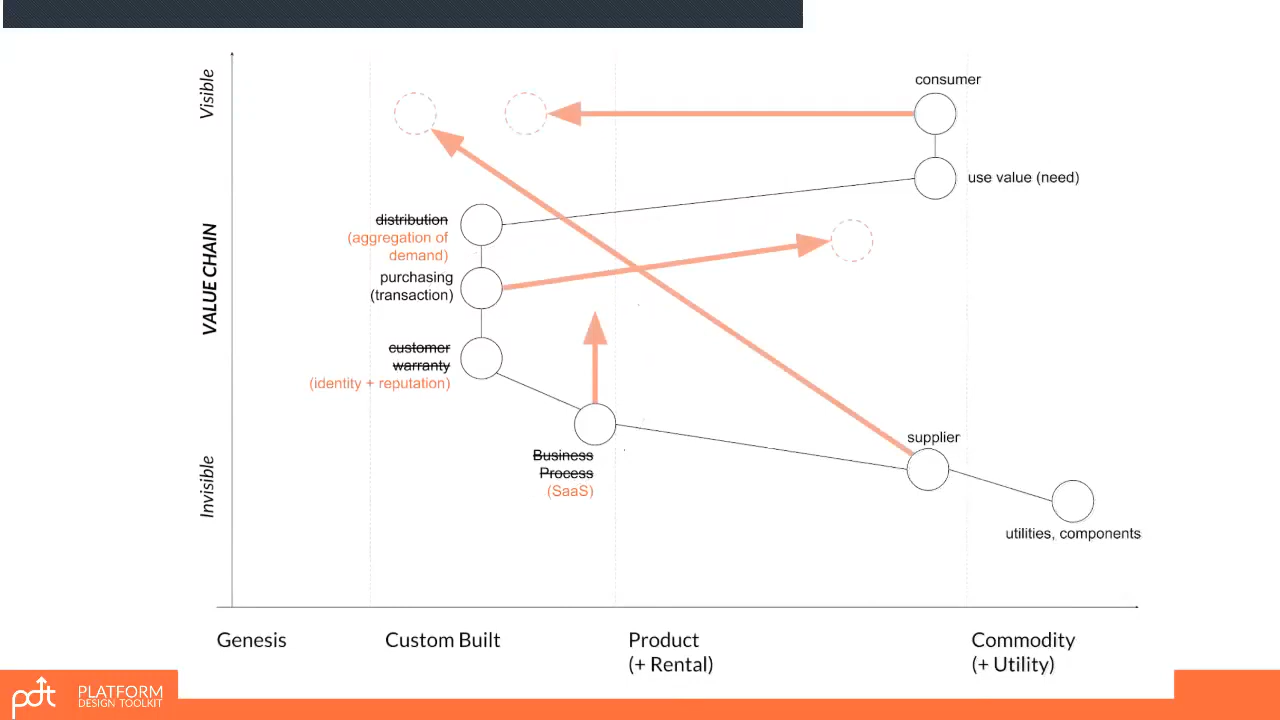 Visible
consumer
use value (need)
distribution
(aggregation of
demand)
VALUE CHAIN
purchasing
(transaction)
customer
warranty
(identity + reputation)
supplier
Business
Process
(SaaS)
Invisible
utilities, components
Genesis
Custom Built
Product
(+ Rental)
Commodity
(+ Utility)
pdt
PLATFORM
DESIGN TOOLKIT